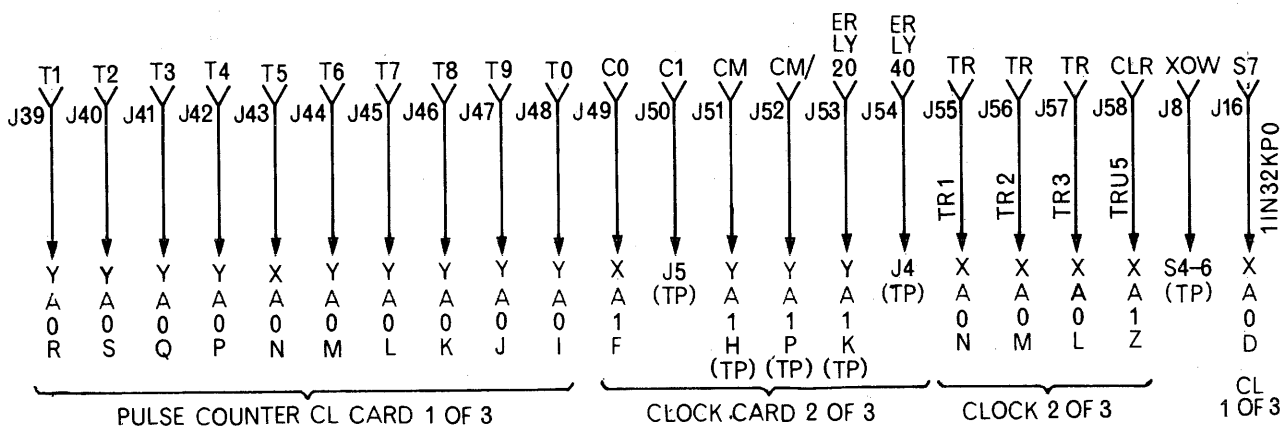 ER ER
LY LY
T1 T2 T3 T4 T5 T6 T7 T8 T9 T0 C0 C1 CM CM/ 20 40 TR TR TR CLR XOW S7
J39 J40 J41 J42 J43 J44 J45 J46 J47 J48 J49 J50 J51 J52 J53 J54 J55 J56 J57 J58 J8 J16
TR1 TR2 TR3 TRU5 1IN32KP0
Y Y Y Y X Y Y Y Y Y X J5 Y Y Y J4 X X X X S4-6 X
A A A A A A A A A A A (TP) A A A (TP) A A A A (TP) A
0 0 0 0 0 0 0 0 0 0 1 1 1 1 0 0 0 1 0
R S Q P N M L K J I F H P K N M L Z D
(TP) (TP) (TP)
PULSE COUNTER CL CARD 1 OF 3 CLOCK CARD 2 OF 3 CLOCK 2 OF 3 CL
1 OF 3